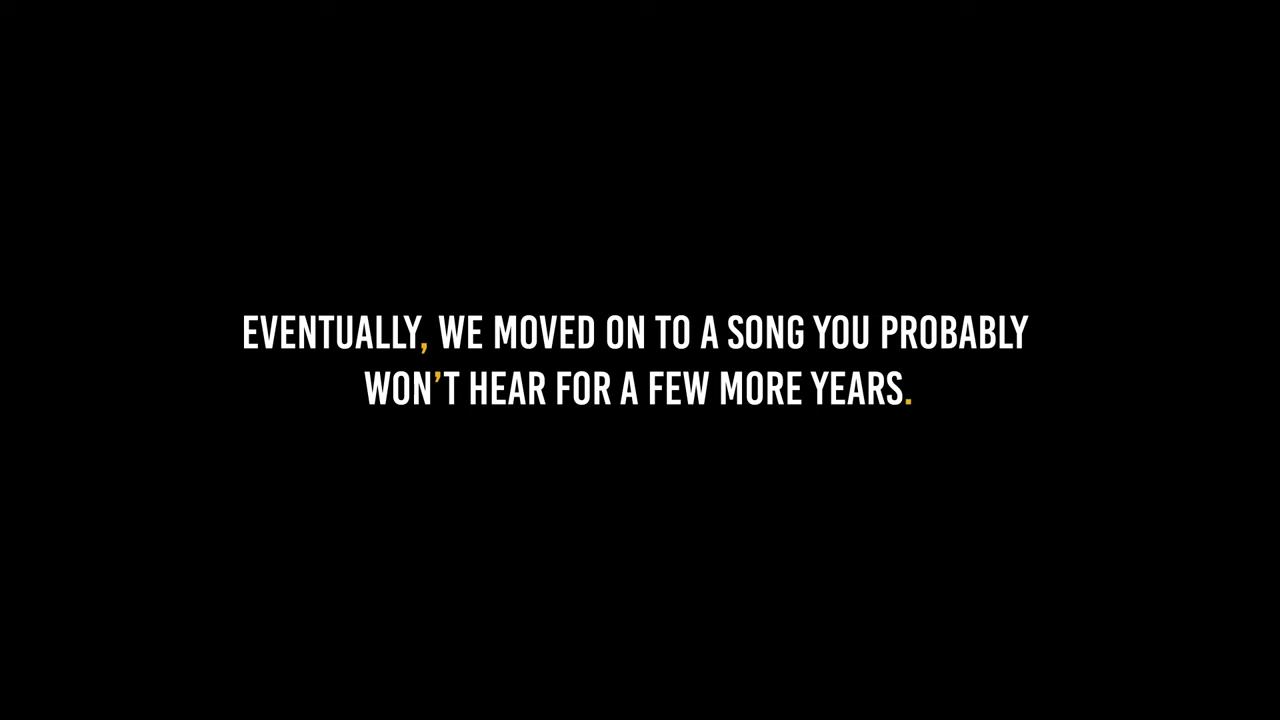 EVENTUALLY, WE MOVED ON TO A SONG YOU PROBABLY
WON’T HEAR FOR A FEW MORE YEARS.